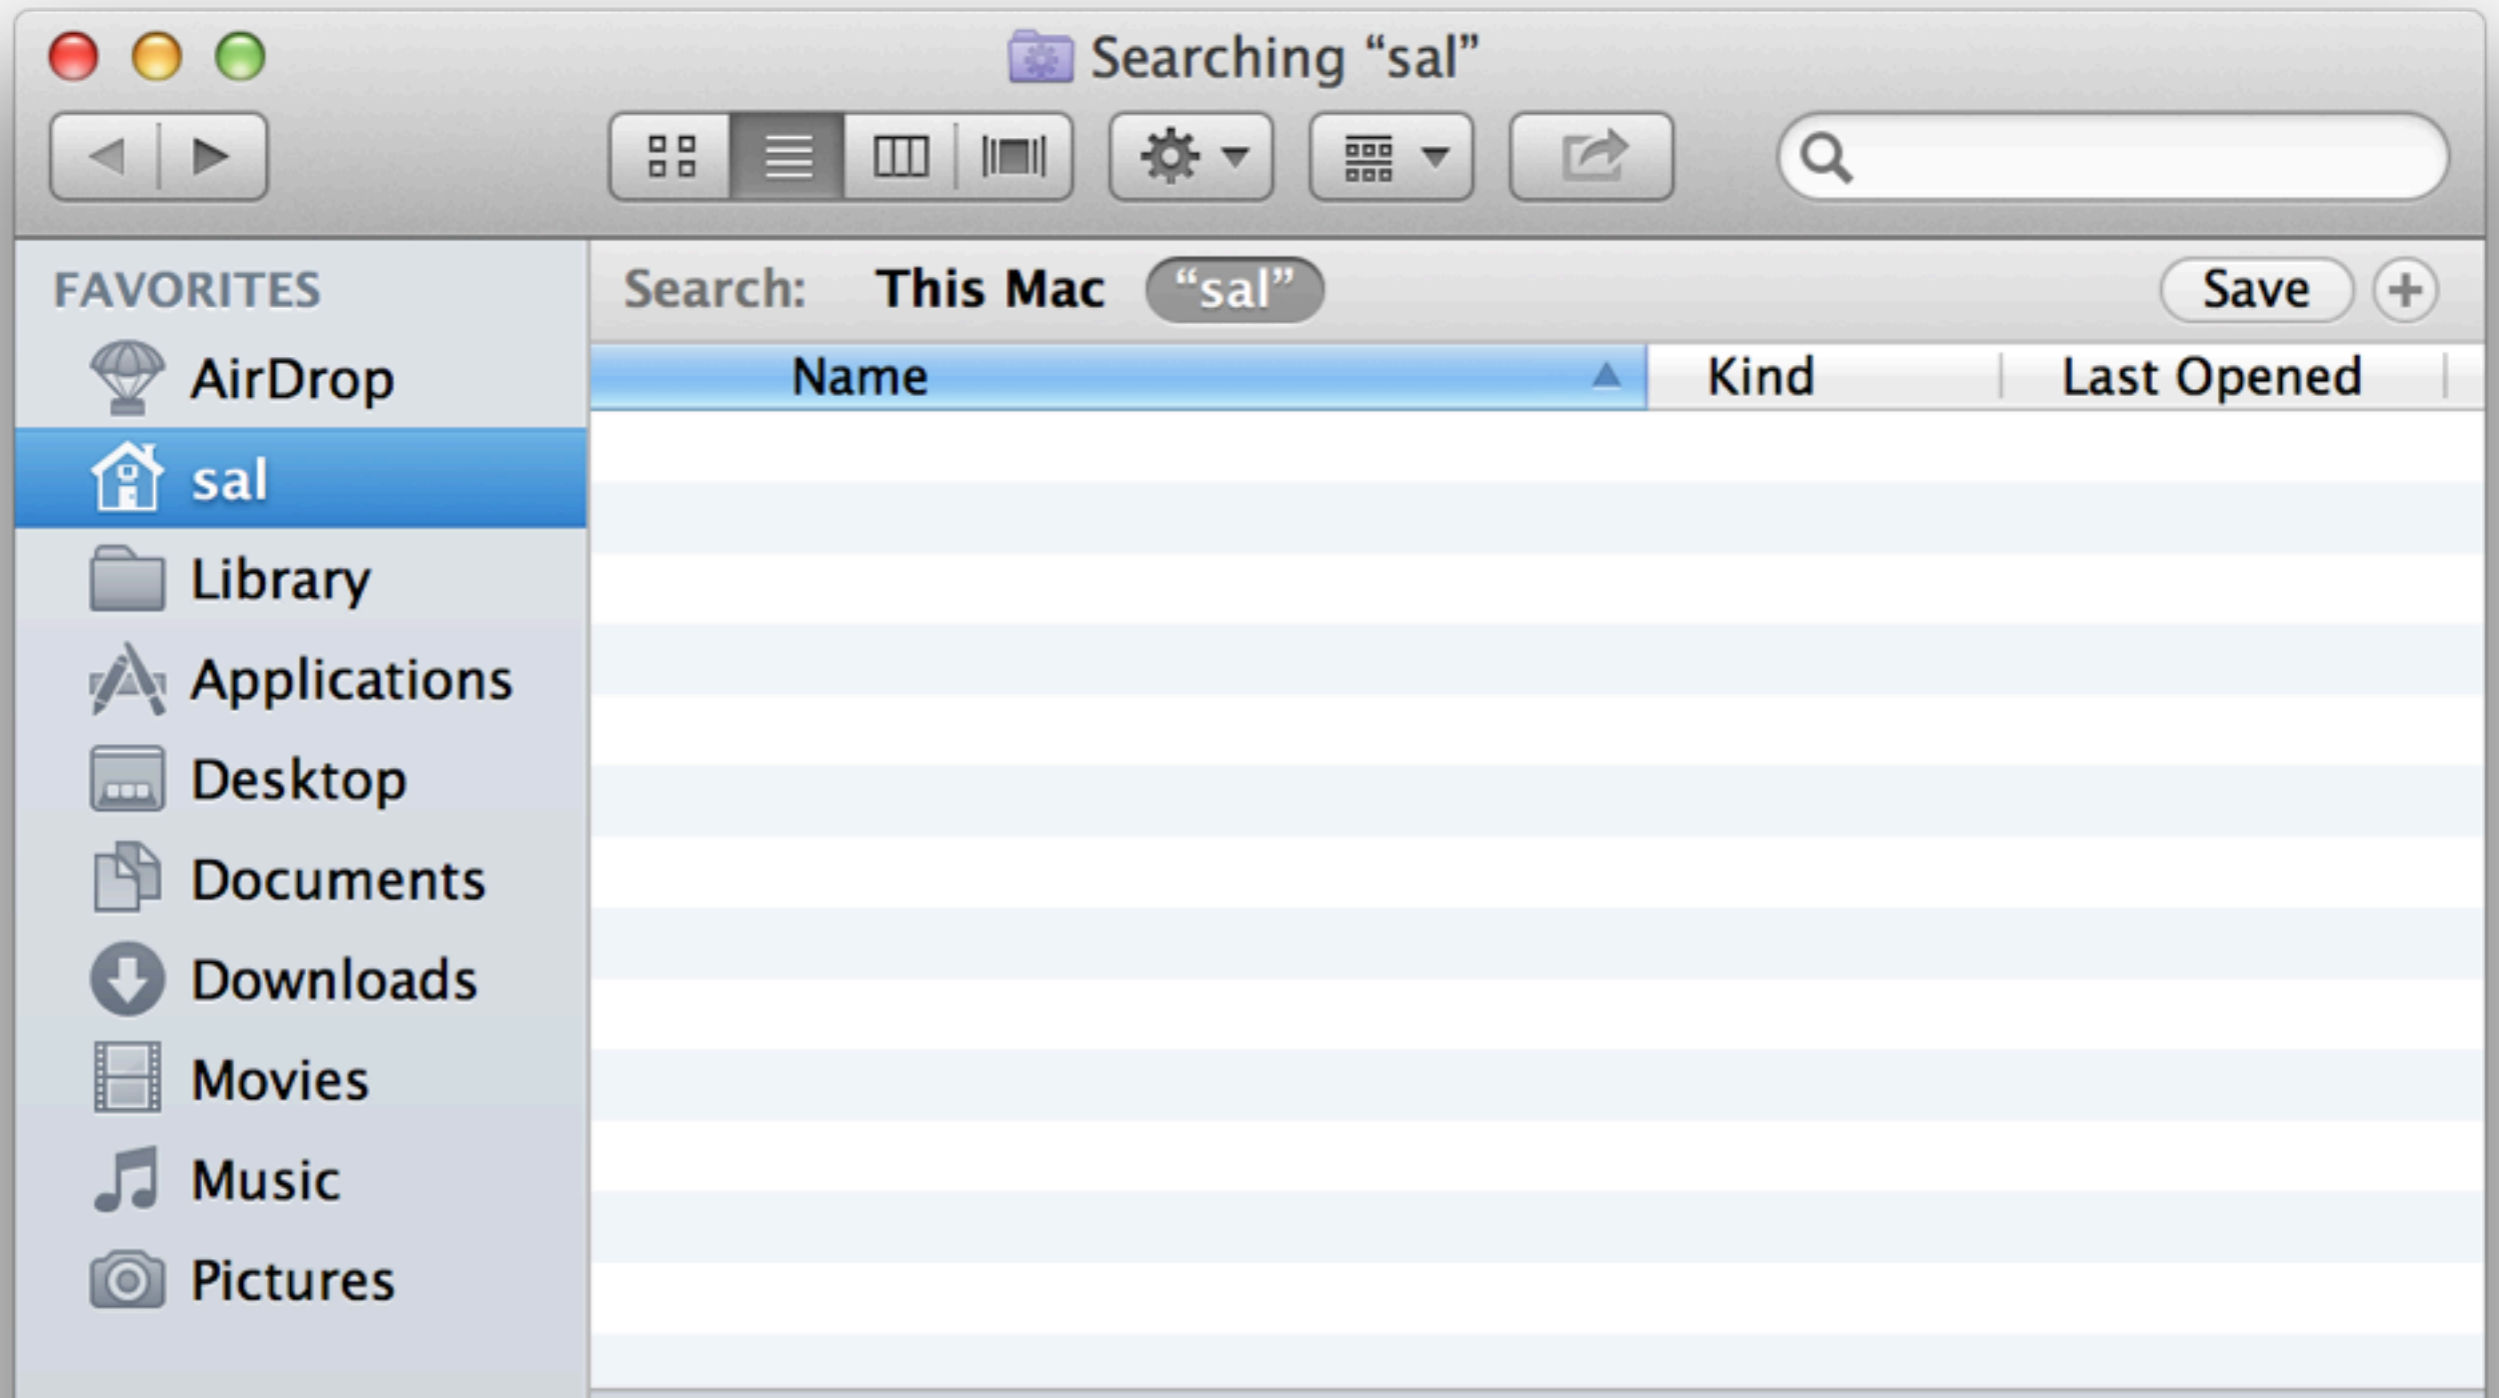 Searching “sal”
FAVORITES
AirDrop
sal
Library
Applications
Desktop
Documents
Downloads
Movies
Music
Pictures
Search: This Mac “sal” Save +
Name Kind Last Opened